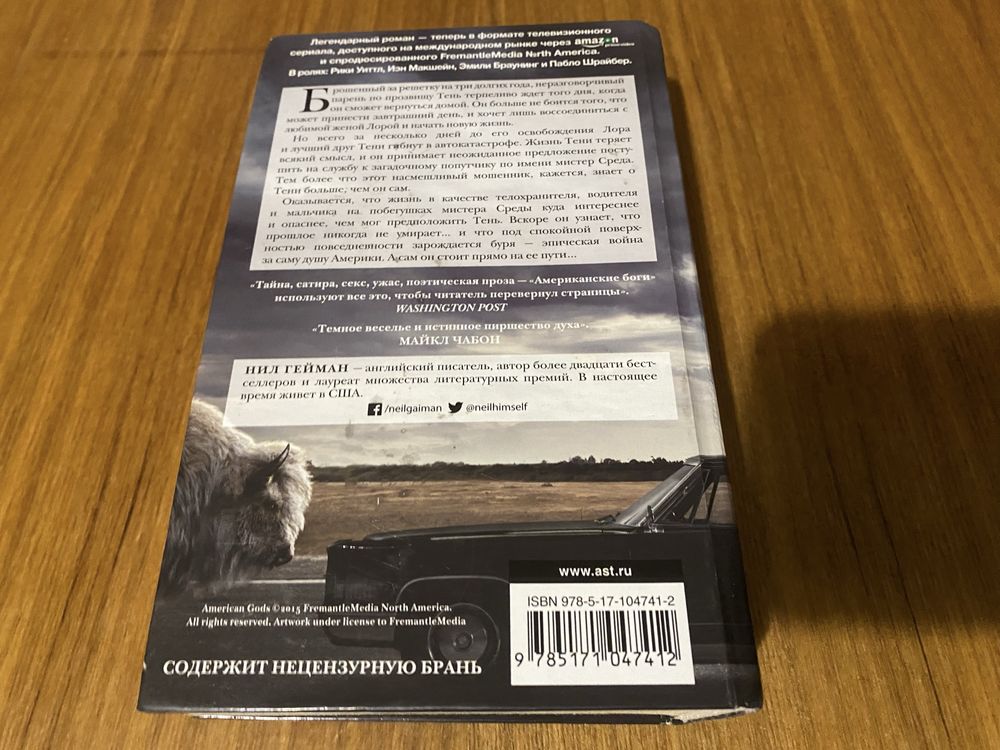 Легендарный роман — теперь в формате телевизионного
сериала, доступного на международном рынке через amazon
prime video
и спродюсированного FremantleMedia North America.
В ролях: Рики Уиттл, Иэн Макшейн, Эмили Браунинг и Пабло Шрайбер.
Брошенный за решетку на три долгих года, неразговорчивый
парень по прозвищу Тень терпеливо ждет того дня, когда
он сможет вернуться домой. Он больше не боится того, что
может принести завтрашний день, и хочет лишь воссоединиться с
любимой женой Лорой и начать новую жизнь.
Но всего за несколько дней до его освобождения Лора
и лучший друг Тени гибнут в автокатастрофе. Жизнь Тени теряет
всякий смысл, и он принимает неожиданное предложение посту-
пить на службу к загадочному попутчику по имени мистер Среда.
Тем более что этот насмешливый мошенник, кажется, знает о
Тени больше, чем он сам.
Оказывается, что жизнь в качестве телохранителя, водителя
и мальчика на побегушках мистера Среды куда интереснее
и опаснее, чем мог предположить Тень. Вскоре он узнает, что
прошлое никогда не умирает... и что под спокойной поверх-
ностью повседневности зарождается буря — эпическая война
за саму душу Америки. А сам он стоит прямо на ее пути...
«Тайна, сатира, секс, ужас, поэтическая проза — «Американские боги»
используют все это, чтобы читатель перевернул страницы».
WASHINGTON POST
«Темное веселье и истинное пиршество духа».
МАЙКЛ ЧАБОН
НИЛ ГЕЙМАН — английский писатель, автор более двадцати бест-
селлеров и лауреат множества литературных премий. В настоящее
время живет в США.
/neilgaiman @neilhimself
www.ast.ru
ISBN 978-5-17-104741-2
9 785171 047412
American Gods ©2015 FremantleMedia North America.
All rights reserved. Artwork under license to FremantleMedia
СОДЕРЖИТ НЕЦЕНЗУРНУЮ БРАНЬ